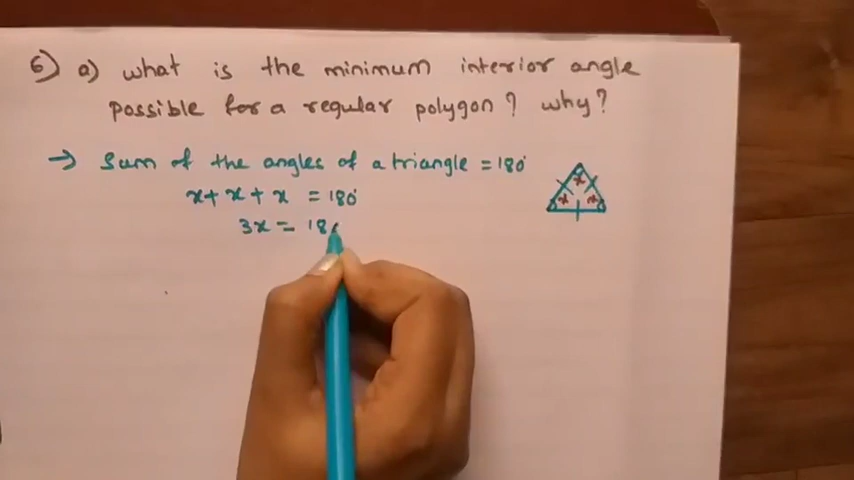 6) a) what is the minimum interior angle
possible for a regular polygon? why?
→ Sum of the angles of a triangle = 180°
x + x + x = 180°
3x = 180
x
x x